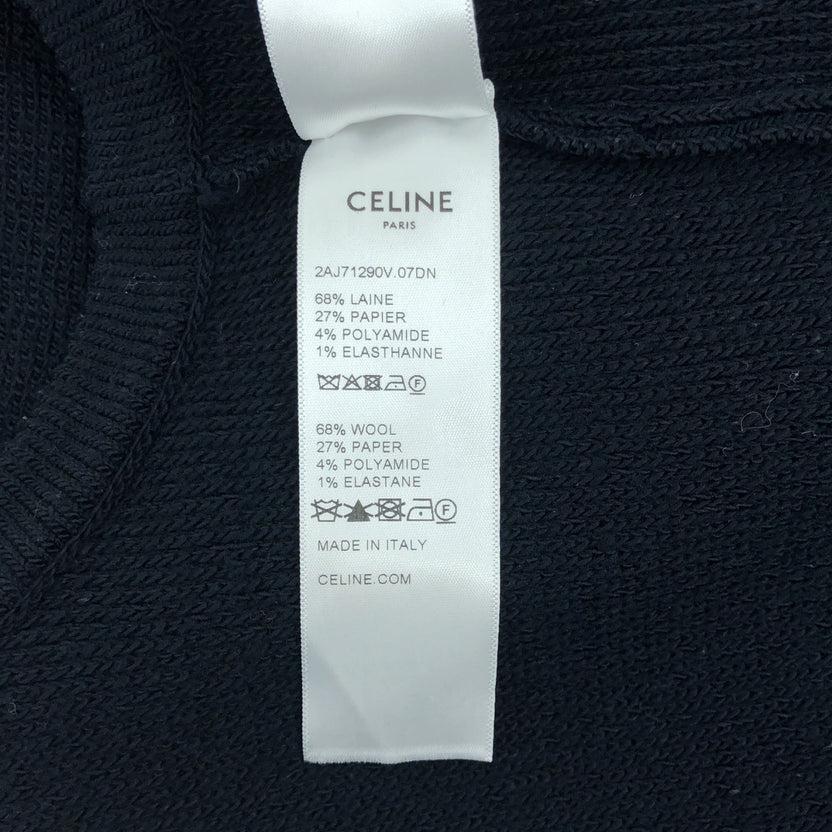 CELINE
PARIS
2AJ71290V.07DN
68% LAINE
27% PAPIER
4% POLYAMIDE
1% ELASTHANNE
F
68% WOOL
27% PAPER
4% POLYAMIDE
1% ELASTANE
F
MADE IN ITALY
CELINE.COM